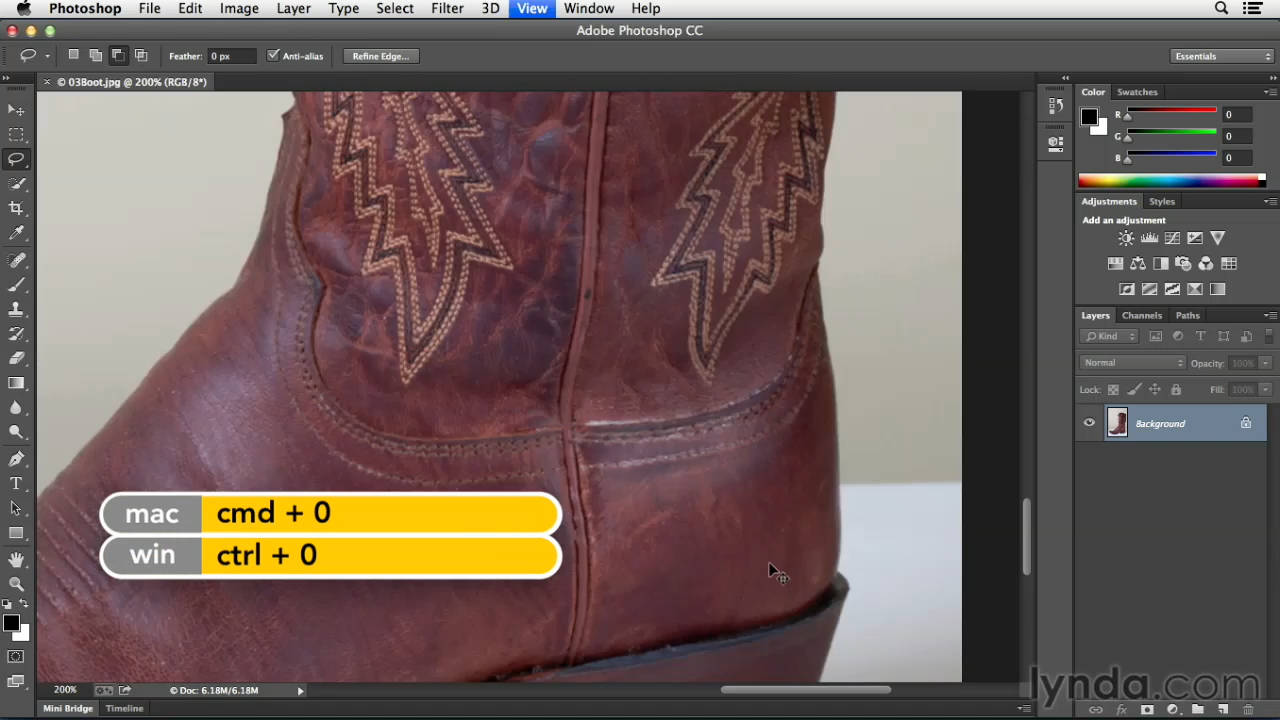 Photoshop File Edit Image Layer Type Select Filter 3D View Window Help
Adobe Photoshop CC
Feather: 0 px Anti-alias Refine Edge... Essentials
× © 03Boot.jpg @ 200% (RGB/8*)
Color Swatches
R 0
G 0
B 0
Adjustments Styles
Add an adjustment
Layers Channels Paths
Kind
Normal Opacity: 100%
Lock: Fill: 100%
Background
mac cmd + 0
win ctrl + 0
200% © Doc: 6.18M/6.18M
lynda.com
Mini Bridge Timeline